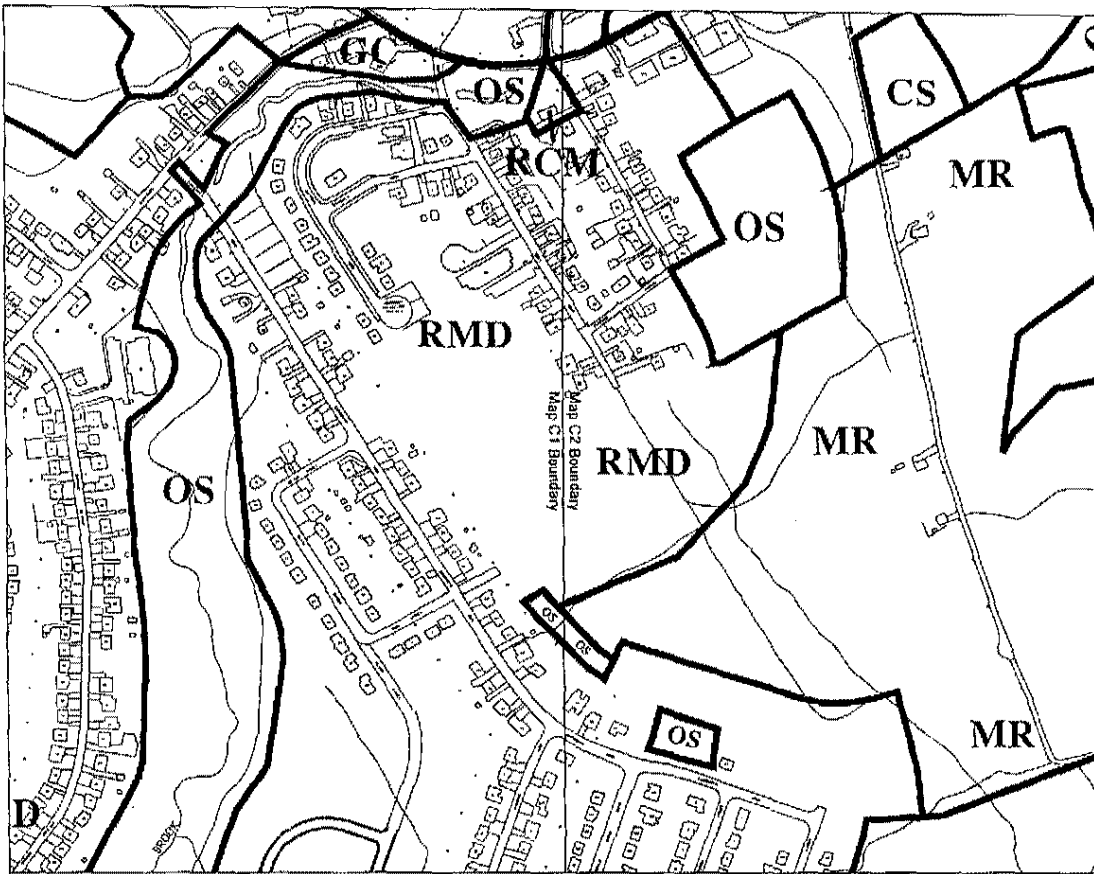 GC
OS
CS
RCM
MR
OS
RMD
Map C2 Boundary
Map C1 Boundary
MR
RMD
OS
OS
OS
OS
MR
D
BROOK